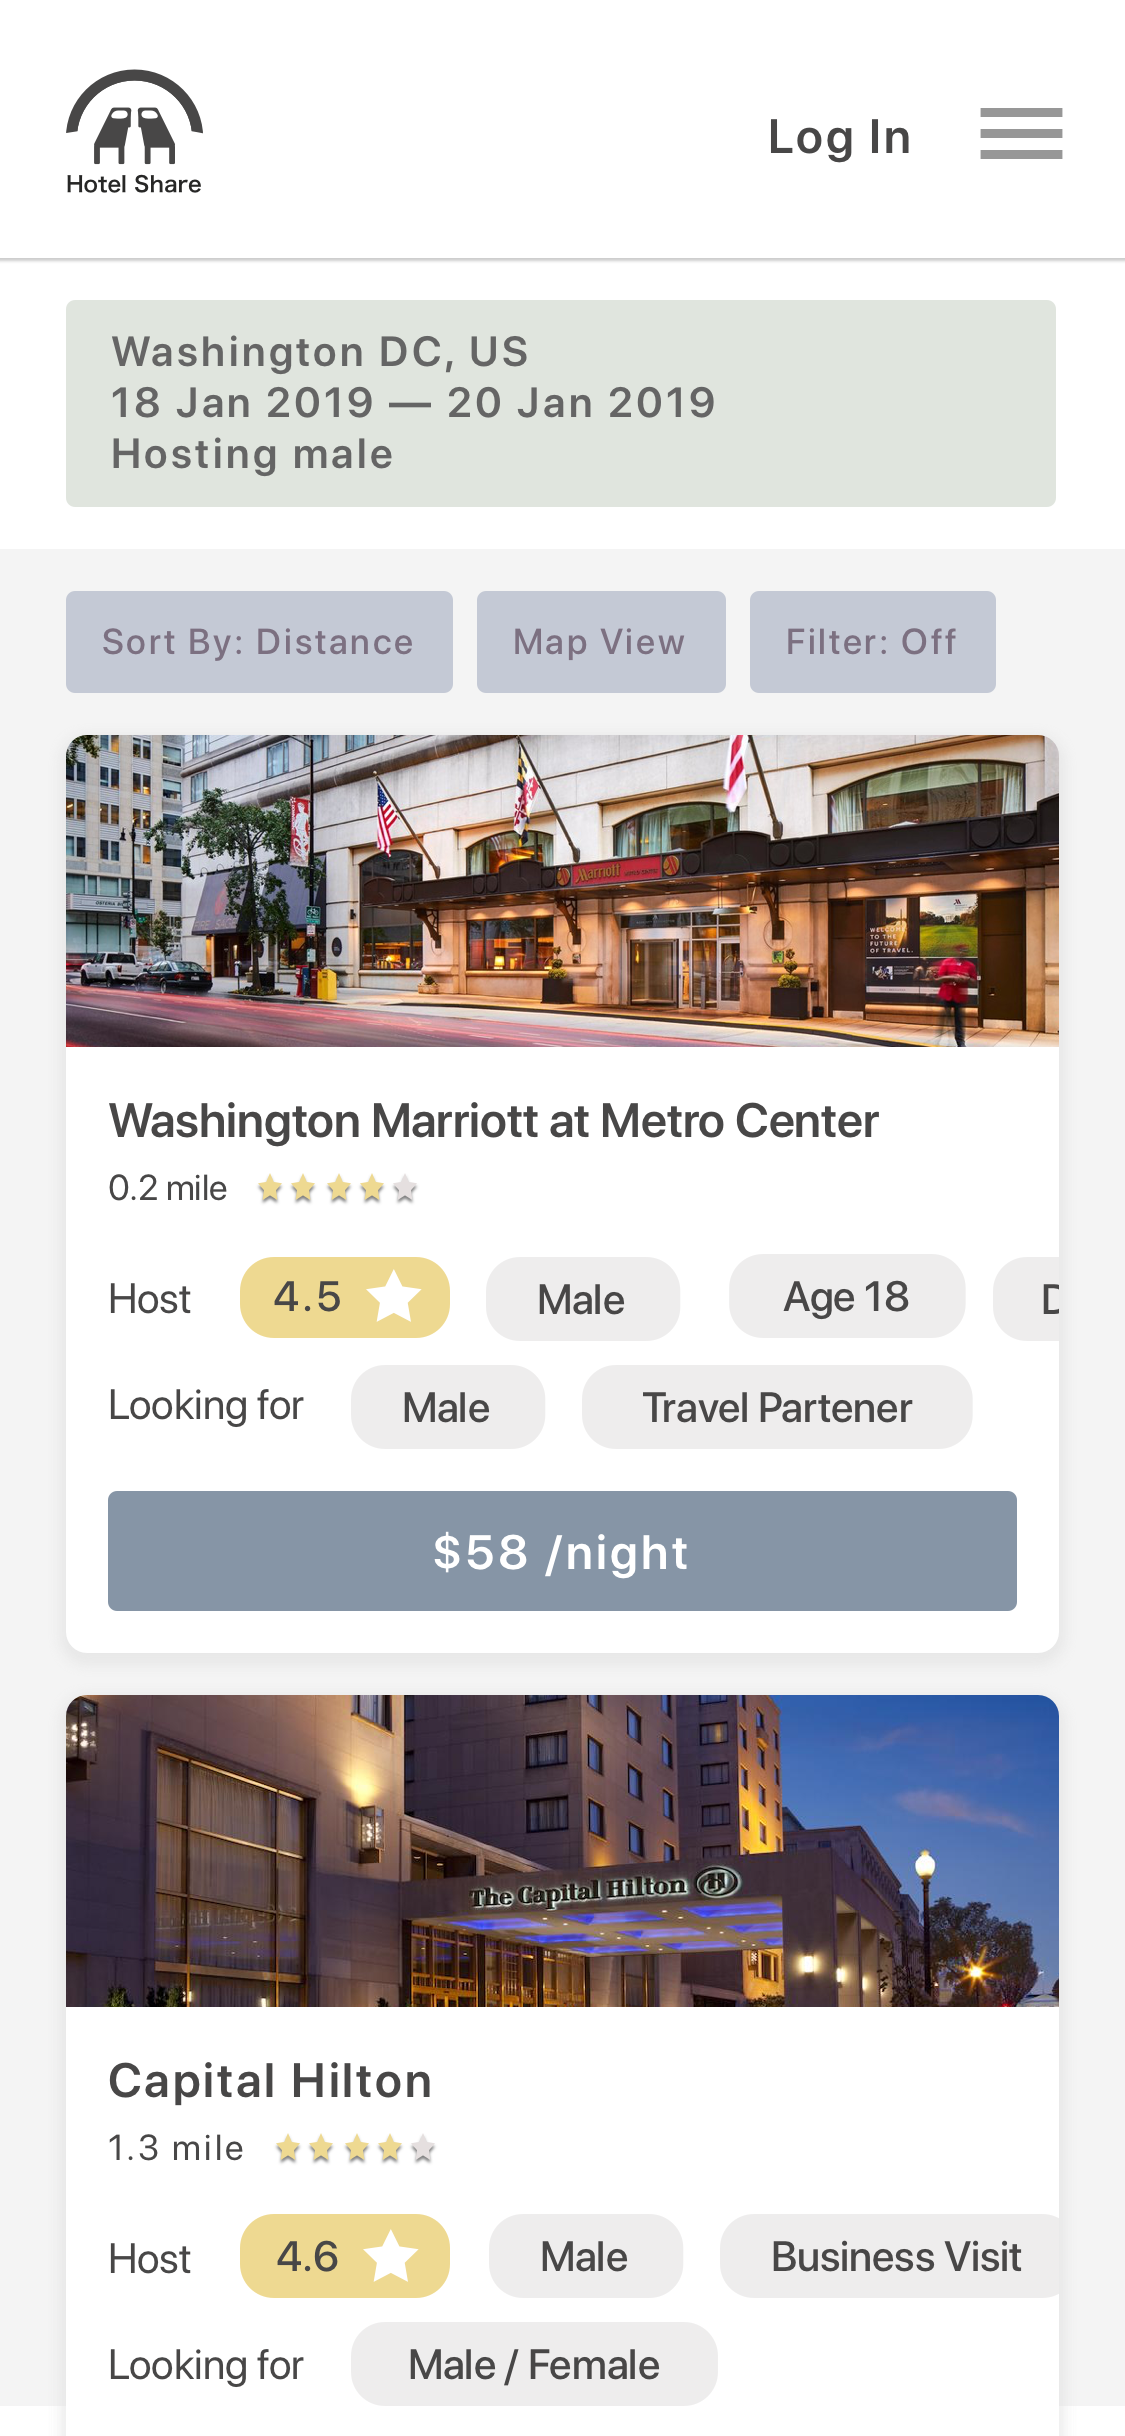 Hotel Share
Log In
Washington DC, US
18 Jan 2019 — 20 Jan 2019
Hosting male
Sort By: Distance
Map View
Filter: Off
Marriott
WELCOME
TO THE
FUTURE
OF TRAVEL.
Washington Marriott at Metro Center
0.2 mile
Host
4.5
Male
Age 18
D
Looking for
Male
Travel Partener
$58 /night
The Capital Hilton
Capital Hilton
1.3 mile
Host
4.6
Male
Business Visit
Looking for
Male / Female